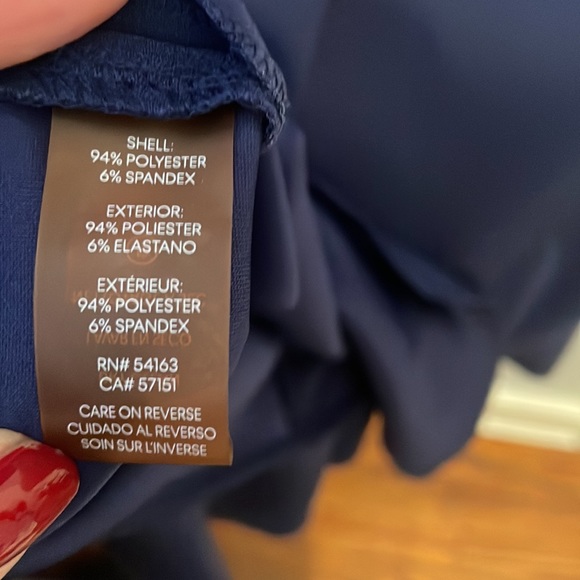 SHELL:
94% POLYESTER
6% SPANDEX
EXTERIOR:
94% POLIESTER
6% ELASTANO
EXTÉRIEUR:
94% POLYESTER
6% SPANDEX
RN# 54163
CA# 57151
CARE ON REVERSE
CUIDADO AL REVERSO
SOIN SUR L'INVERSE